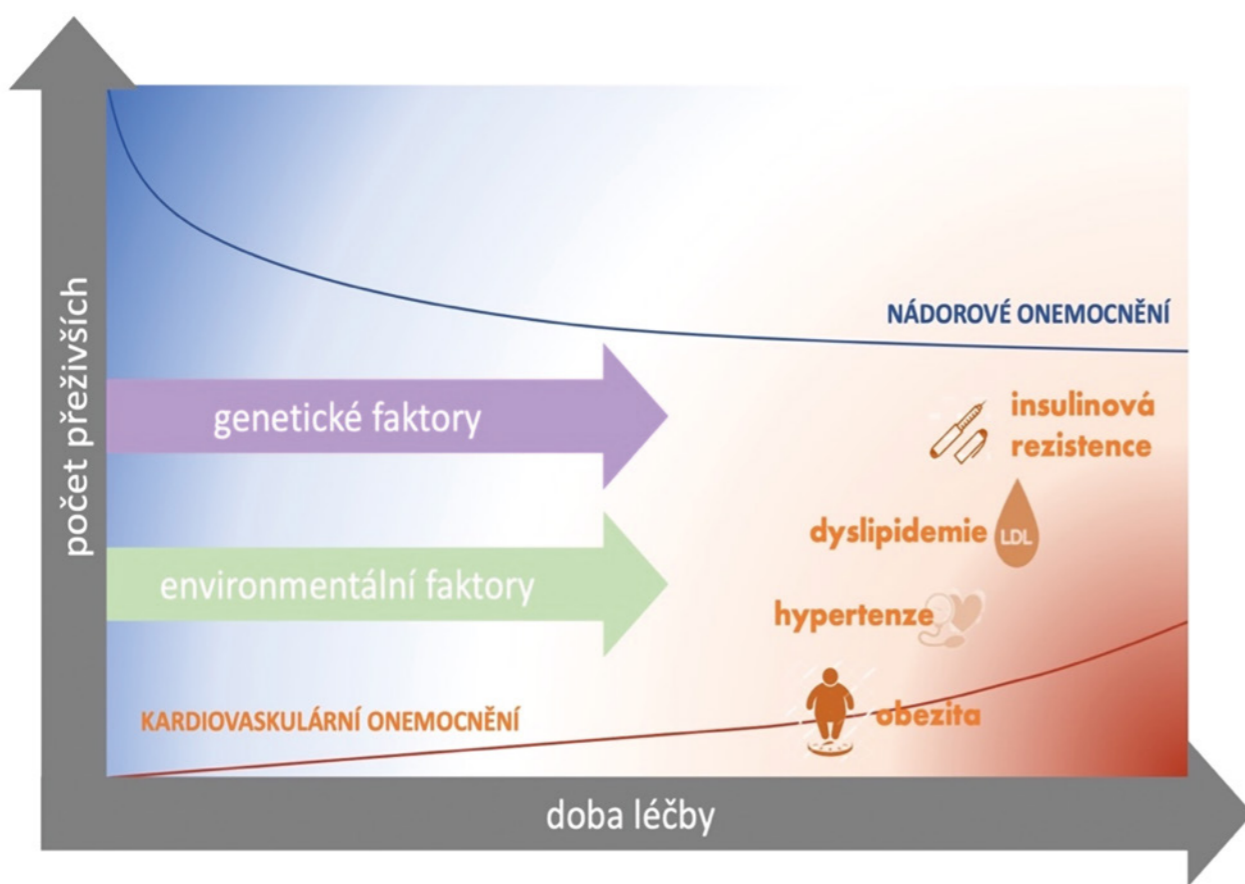 počet přeživších
NÁDOROVÉ ONEMOCNĚNÍ
genetické faktory
insulinová
rezistence
dyslipidemie
LDL
environmentální faktory
hypertenze
KARDIOVASKULÁRNÍ ONEMOCNĚNÍ
obezita
doba léčby